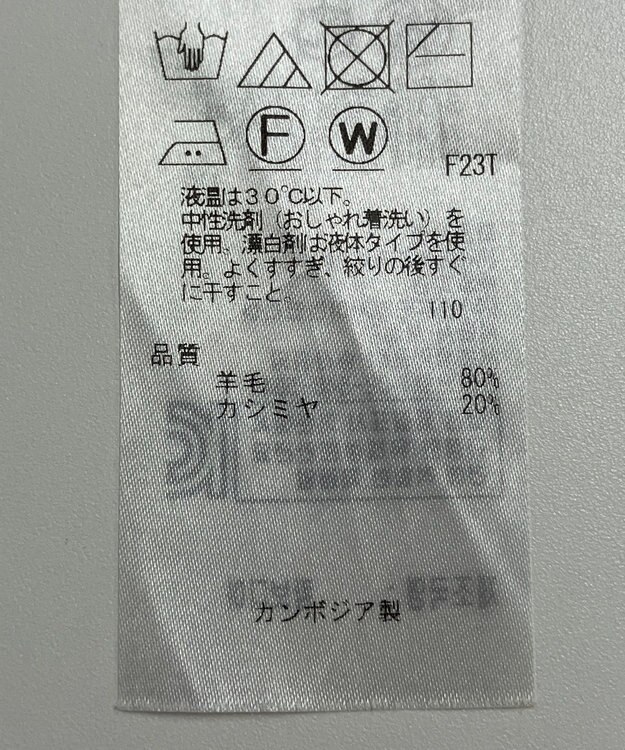 F W
F23T
液温は30℃以下。
中性洗剤（おしゃれ着洗い）を
使用、漂白剤は液体タイプを使
用。よくすすぎ、絞りの後すぐ
に干すこと。
110
品質
羊毛 80%
カシミヤ 20%
カンボジア製